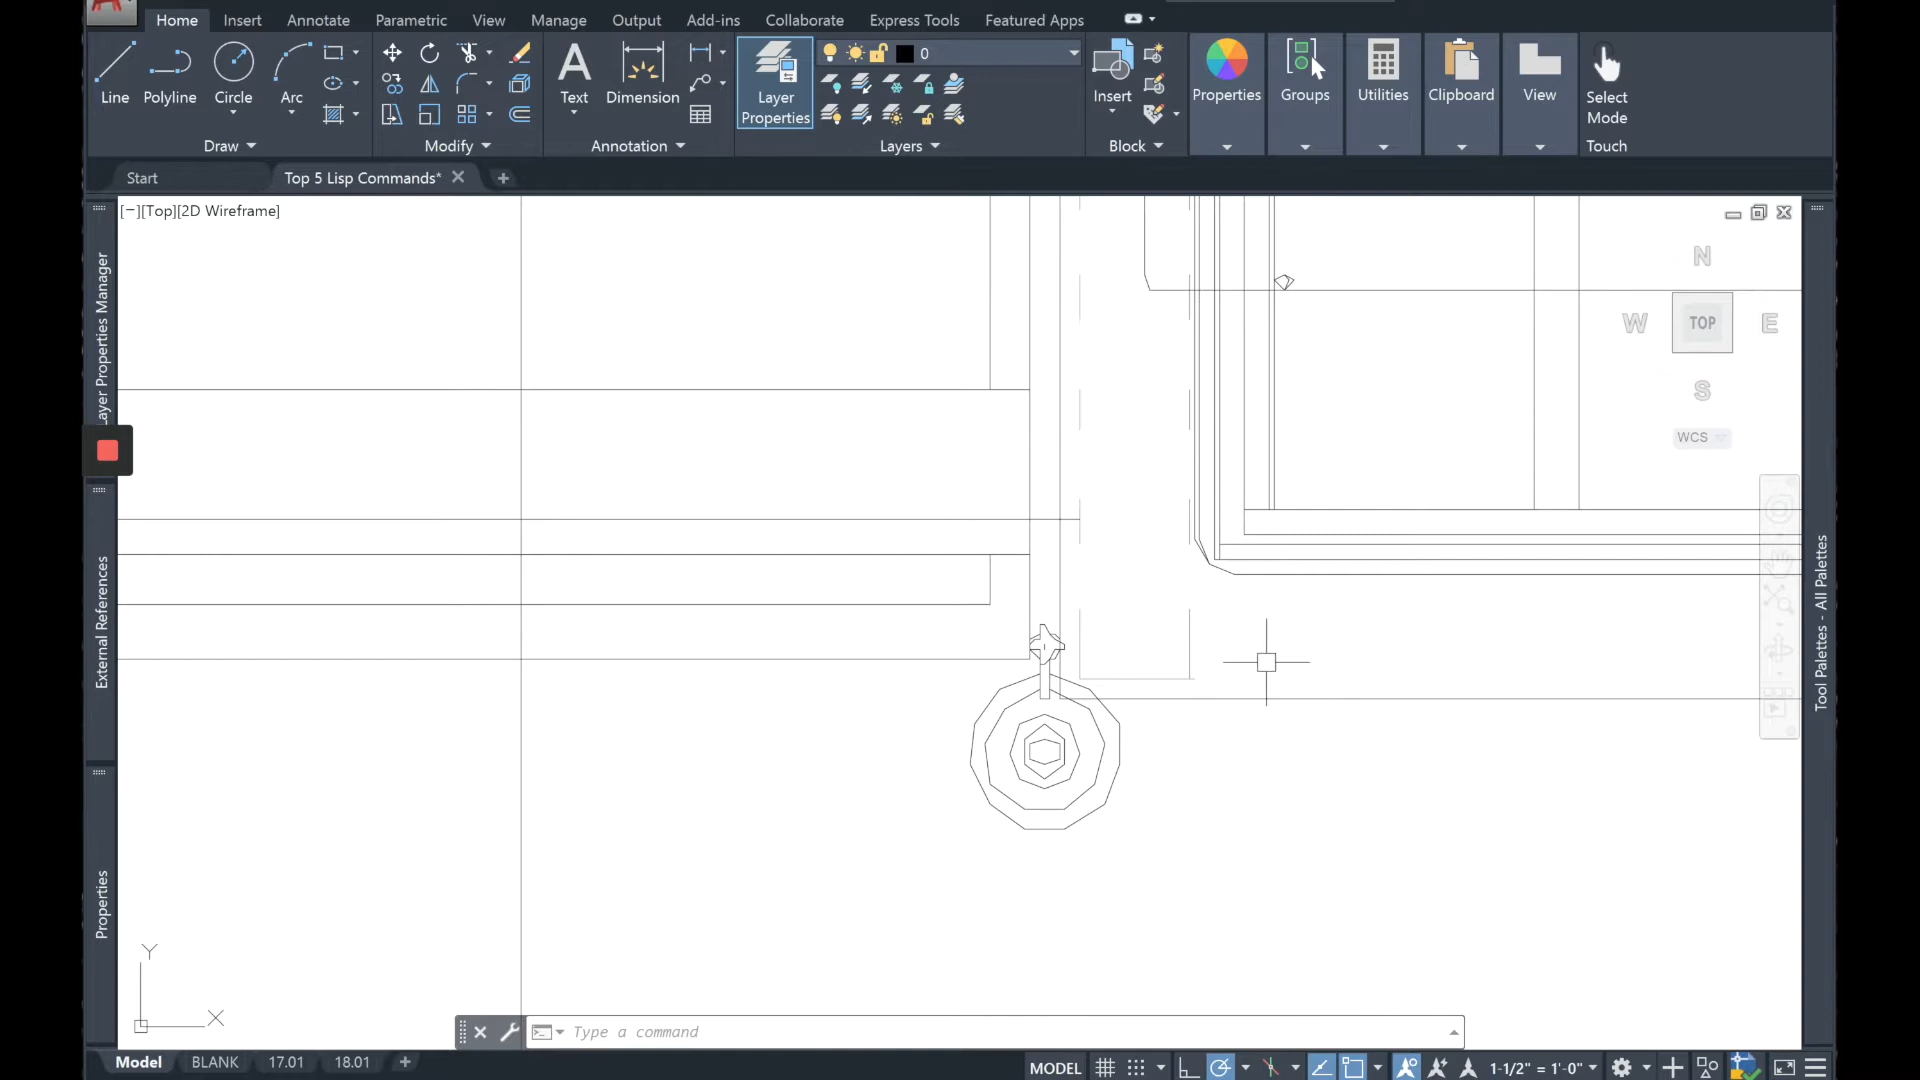 Home Insert Annotate Parametric View Manage Output Add-ins Collaborate Express Tools Featured Apps
0
Line Polyline Circle Arc
Text Dimension
Layer Properties
Insert
Properties Groups Utilities Clipboard View
Select Mode
Draw Modify Annotation Layers Block Touch
Start Top 5 Lisp Commands*
[−][Top][2D Wireframe]
Layer Properties Manager
External References
Properties
N
W TOP E
S
WCS
Tool Palettes - All Palettes
Y
X
Type a command
Model BLANK 17.01 18.01
MODEL 1-1/2" = 1'-0"